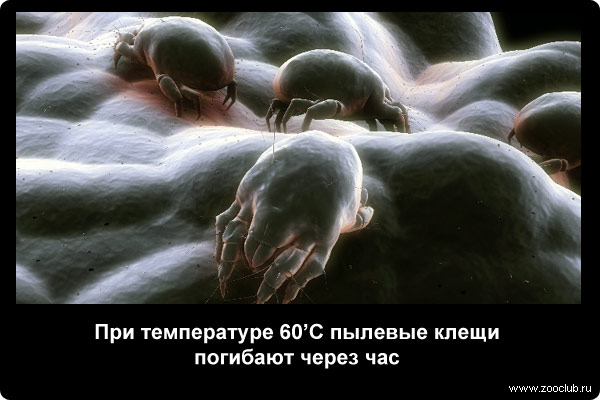 При температуре 60’С пылевые клещи
погибают через час
www.zooclub.ru